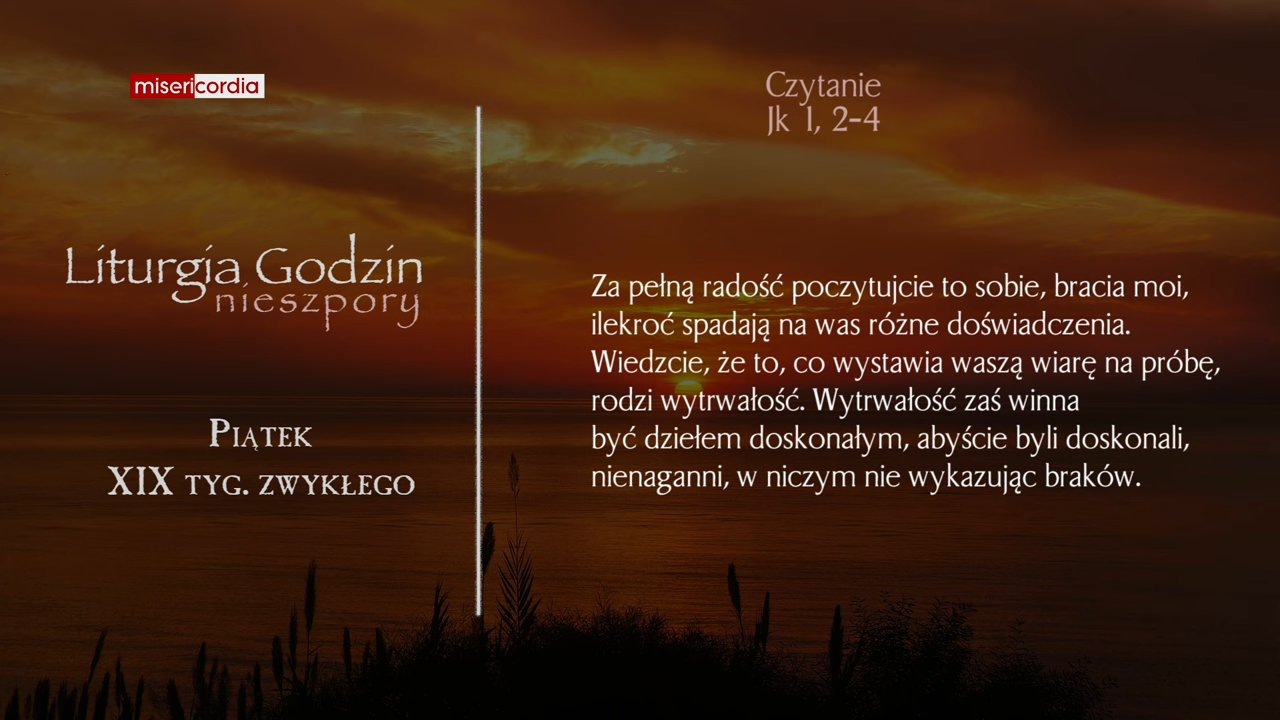 misericordia
Liturgia Godzin
nieszpory
Piątek
XIX tyg. zwykłego
Czytanie
Jk 1, 2-4
Za pełną radość poczytujcie to sobie, bracia moi,
ilekroć spadają na was różne doświadczenia.
Wiedzcie, że to, co wystawia waszą wiarę na próbę,
rodzi wytrwałość. Wytrwałość zaś winna
być dziełem doskonałym, abyście byli doskonali,
nienaganni, w niczym nie wykazując braków.